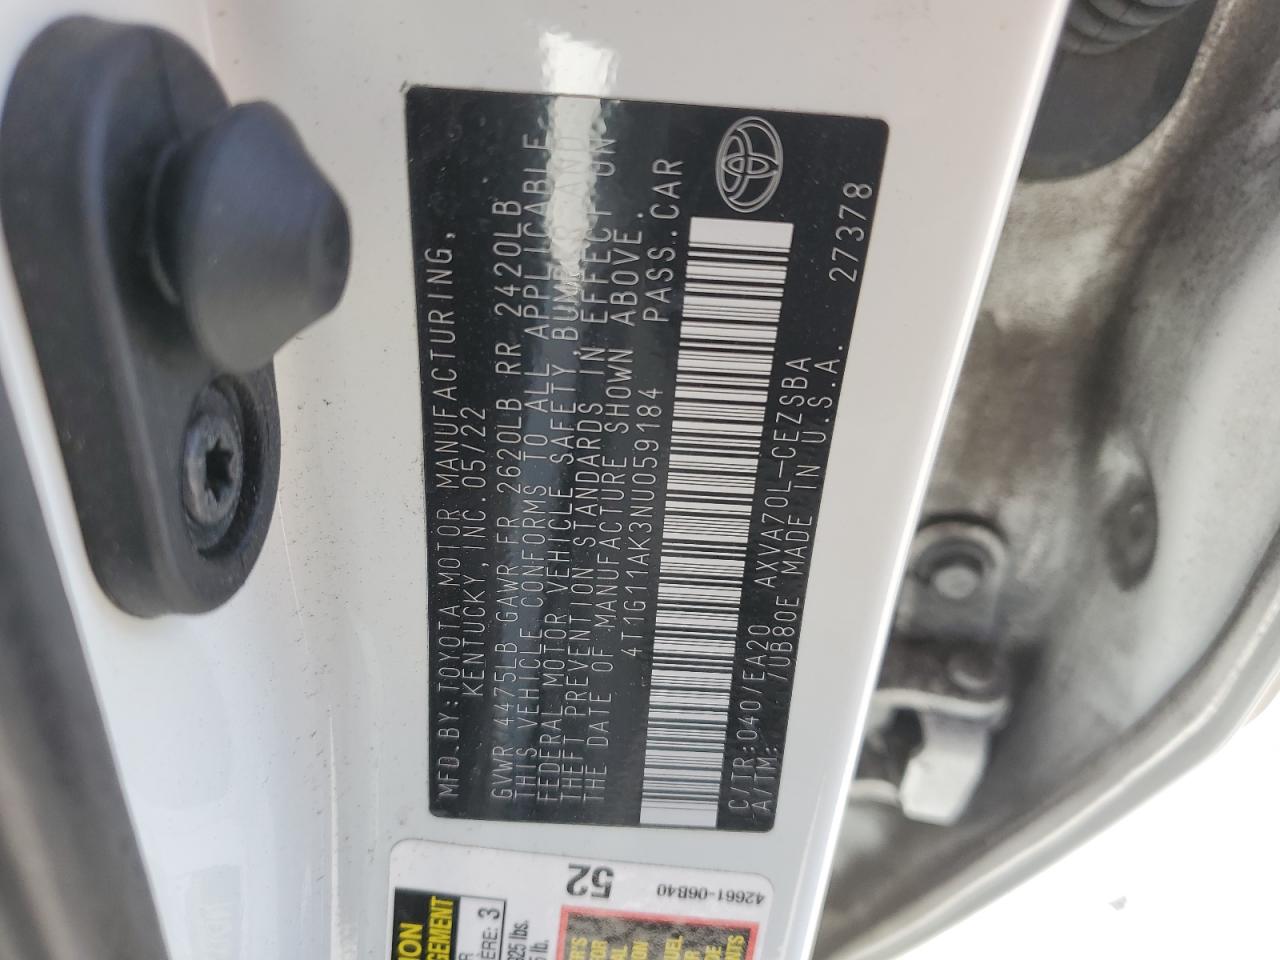 MFD.BY:TOYOTA MOTOR MANUFACTURING,
KENTUCKY,INC.05/22
GVWR 4475LB GAWR FR 2620LB RR 2420LB
THIS VEHICLE CONFORMS TO ALL APPLICABLE
FEDERAL MOTOR VEHICLE SAFETY BUMPER AND
THEFT PREVENTION STANDARDS IN EFFECT ON
THE DATE OF MANUFACTURE SHOWN ABOVE.
4T1G11AK3NU059184 PASS.CAR
C/TR:040/EA20 AXVA70L-CEZSBA
A/TM: /UB80E MADE IN U.S.A. 27378
52
42661-06B40
3